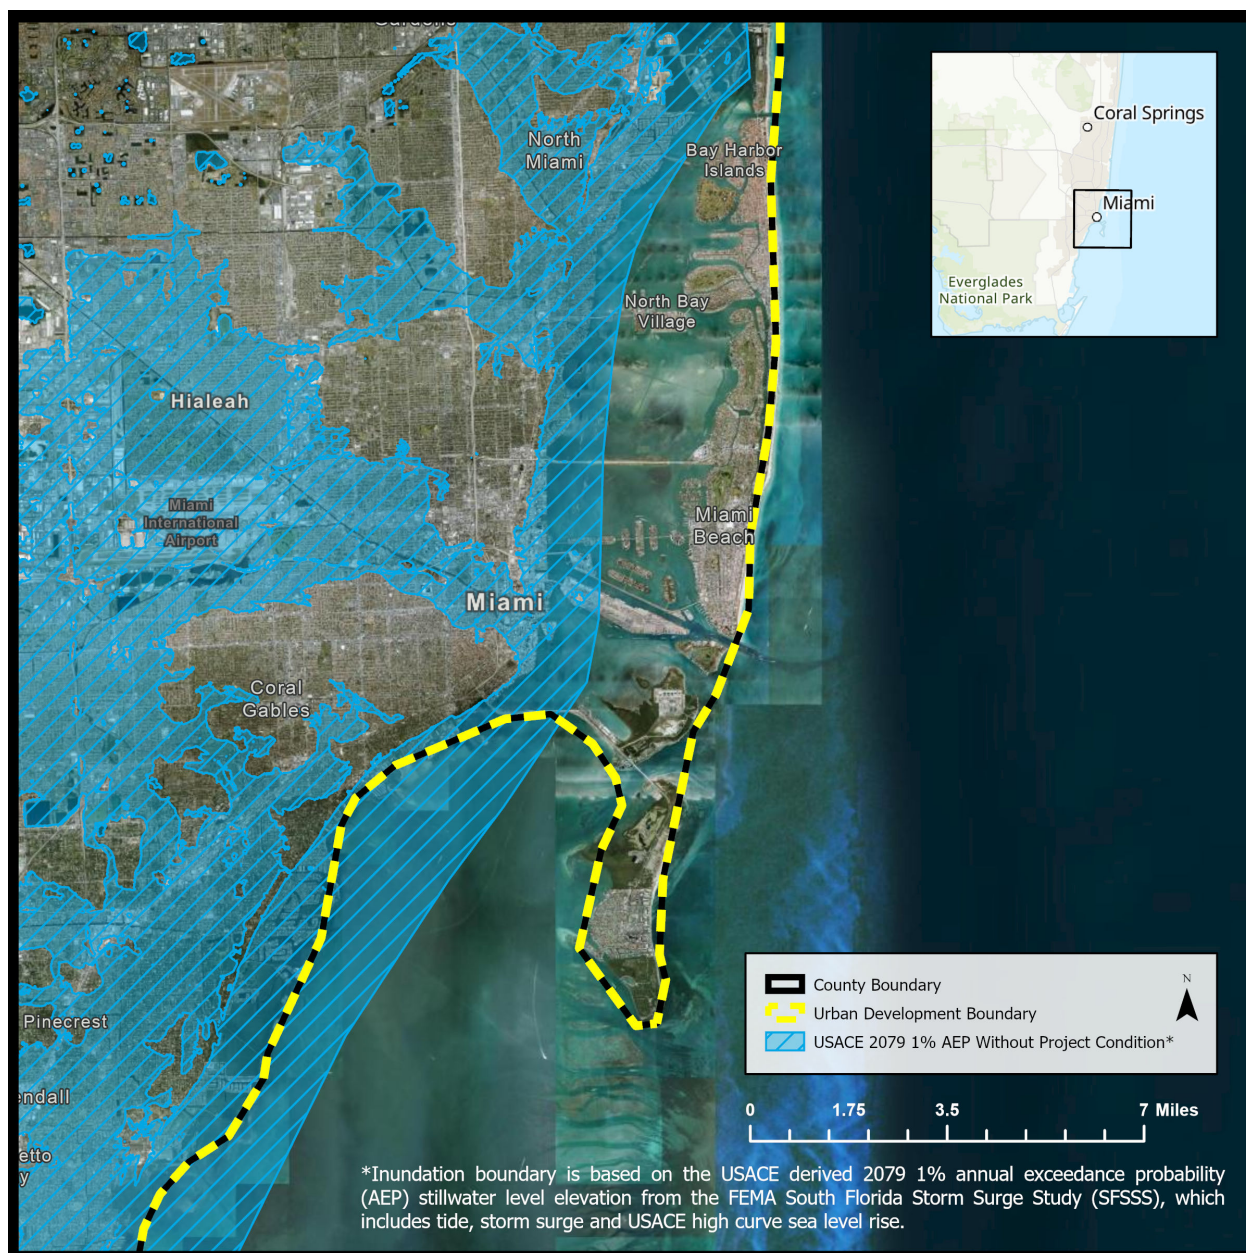 North
Miami
Bay Harbor
Islands
Coral Springs
Miami
Everglades
National Park
North Bay
Village
Hialeah
Miami
International
Airport
Miami
Beach
Miami
Coral
Gables
Pinecrest
endall
etto
y
N
County Boundary
Urban Development Boundary
USACE 2079 1% AEP Without Project Condition*
0 1.75 3.5 7 Miles
*Inundation boundary is based on the USACE derived 2079 1% annual exceedance probability
(AEP) stillwater level elevation from the FEMA South Florida Storm Surge Study (SFSSS), which
includes tide, storm surge and USACE high curve sea level rise.